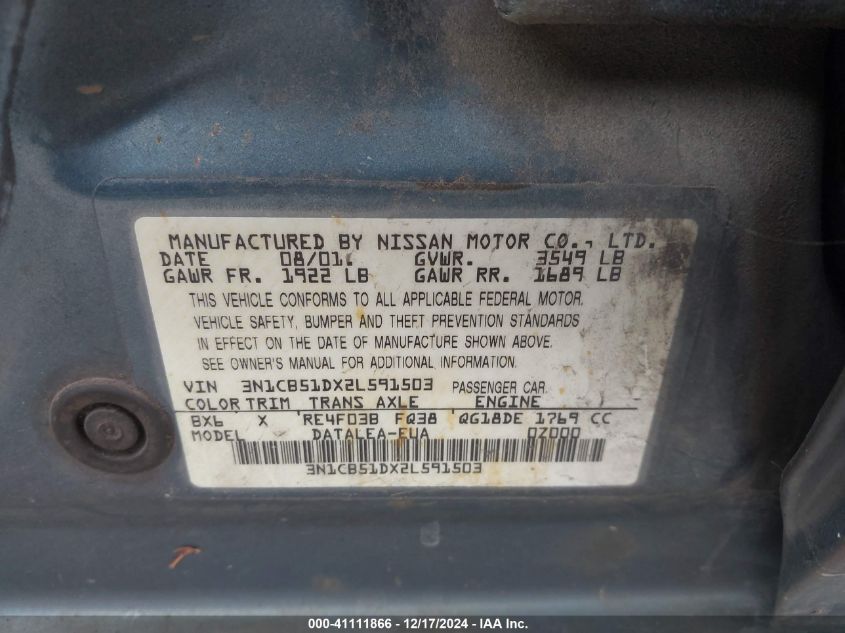 MANUFACTURED BY NISSAN MOTOR CO., LTD.
DATE 08/01 GVWR. 3549 LB
GAWR FR. 1922 LB GAWR RR. 1689 LB
THIS VEHICLE CONFORMS TO ALL APPLICABLE FEDERAL MOTOR
VEHICLE SAFETY, BUMPER AND THEFT PREVENTION STANDARDS
IN EFFECT ON THE DATE OF MANUFACTURE SHOWN ABOVE.
SEE OWNER'S MANUAL FOR ADDITIONAL INFORMATION.
VIN 3N1CB51DX2L591503 PASSENGER CAR
COLOR TRIM TRANS AXLE ENGINE
BX6 X RE4F03B FQ38 QG18DE 1769 CC
MODEL DATALEA-EUA 0Z000
3N1CB51DX2L591503
000-41111866 - 12/17/2024 - IAA Inc.